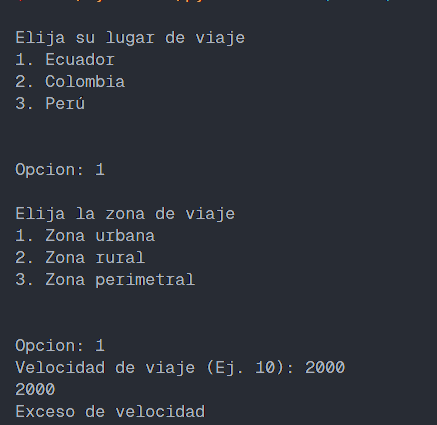 Elija su lugar de viaje
1. Ecuador
2. Colombia
3. Perú
Opcion: 1
Elija la zona de viaje
1. Zona urbana
2. Zona rural
3. Zona perimetral
Opcion: 1
Velocidad de viaje (Ej. 10): 2000
2000
Exceso de velocidad